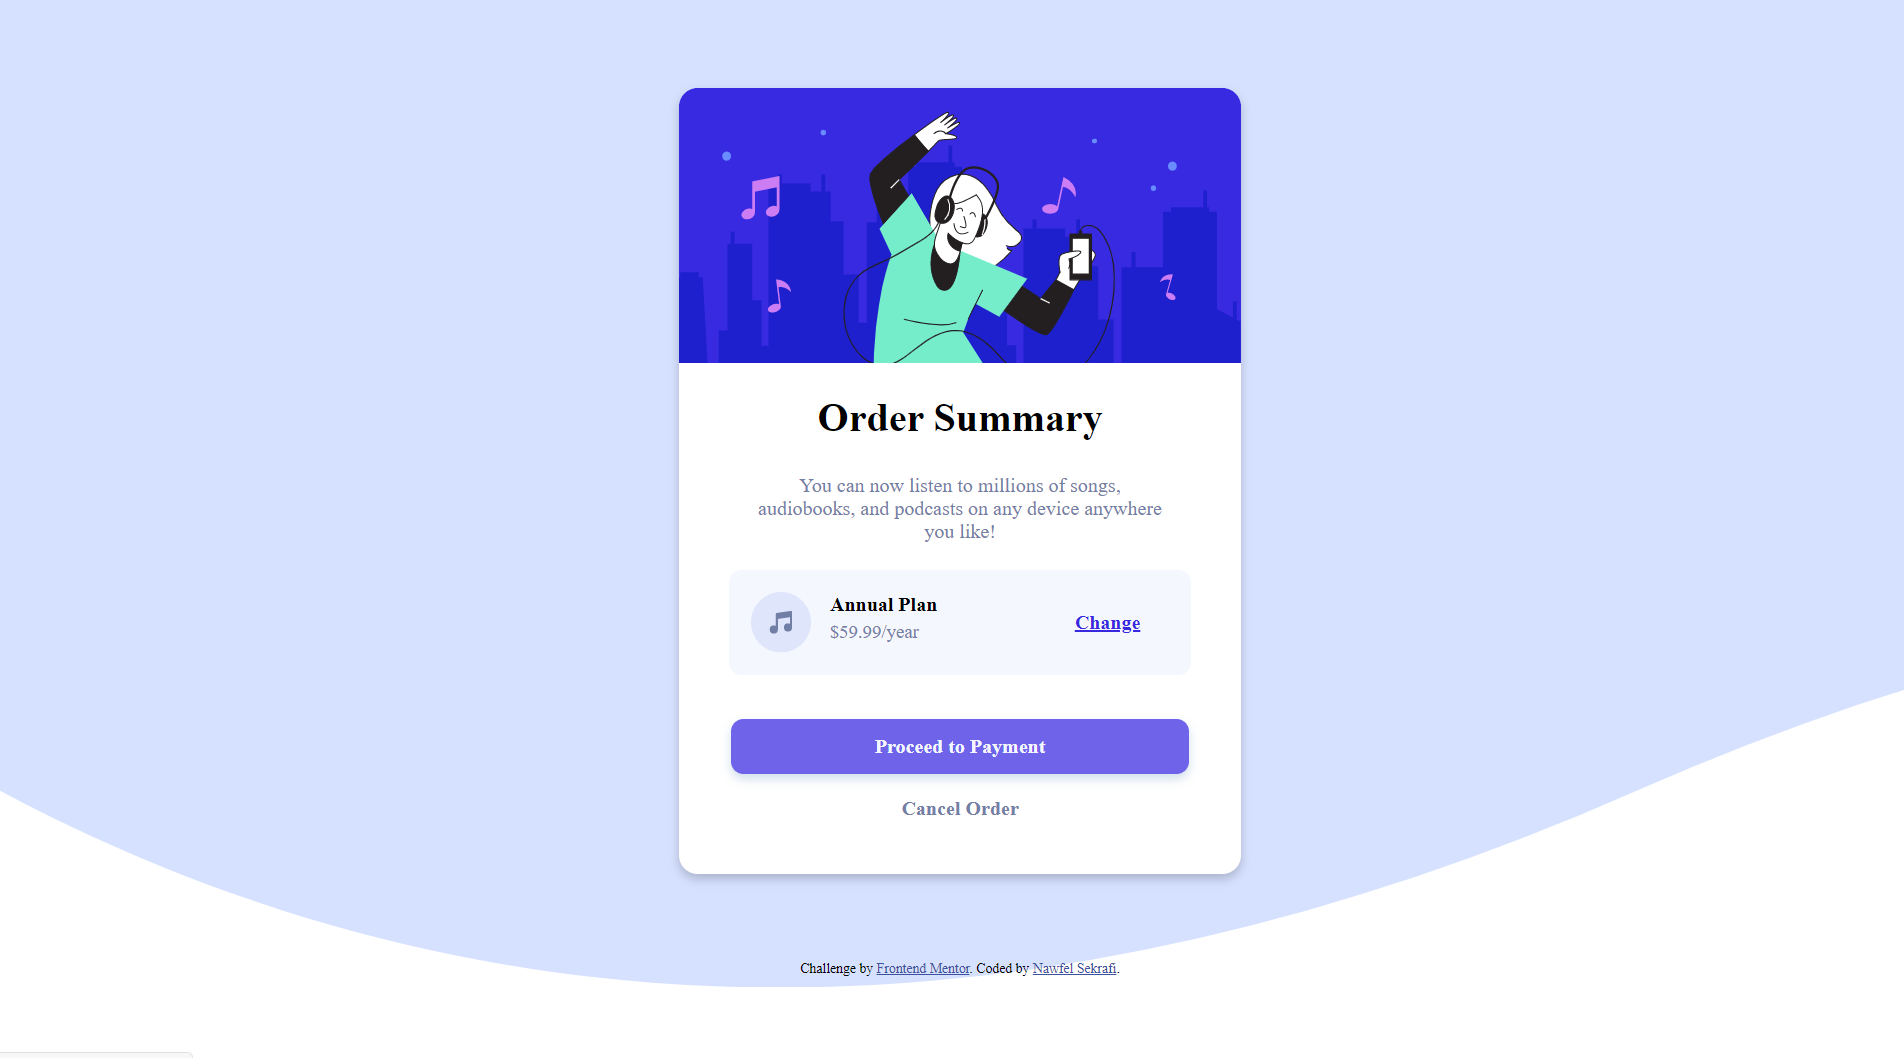 Order Summary
You can now listen to millions of songs,
audiobooks, and podcasts on any device anywhere
you like!
Annual Plan
$59.99/year
Change
Proceed to Payment
Cancel Order
Challenge by Frontend Mentor. Coded by Nawfel Sekrafi.